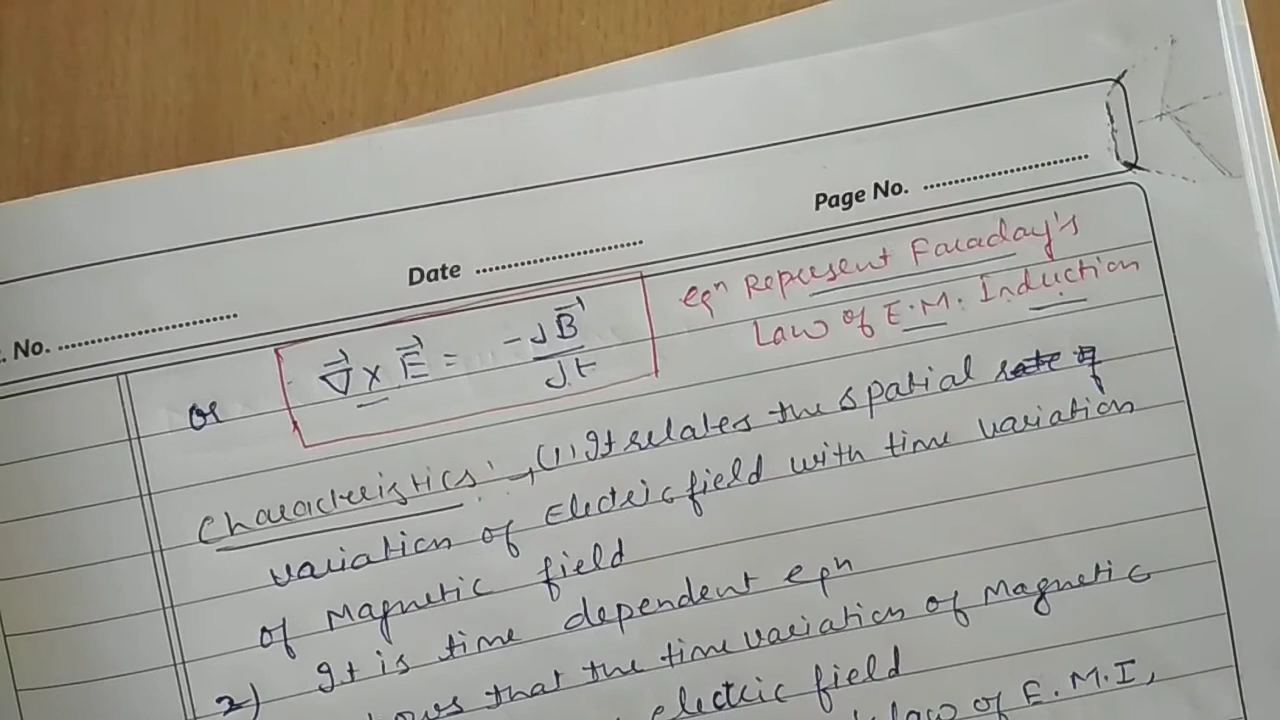 Page No. ....................
Date ....................
. No. ....................
eqⁿ Represent Faraday's
Law of E.M. Induction
or ∇⃗ × E⃗ = -∂B⃗/∂t
Characteristics :→ (1) It relates the spatial
variation of Electric field with time variation
of Magnetic field
2) It is time dependent eqⁿ
that the time variation of Magnetic
electric field
law of E.M.I,